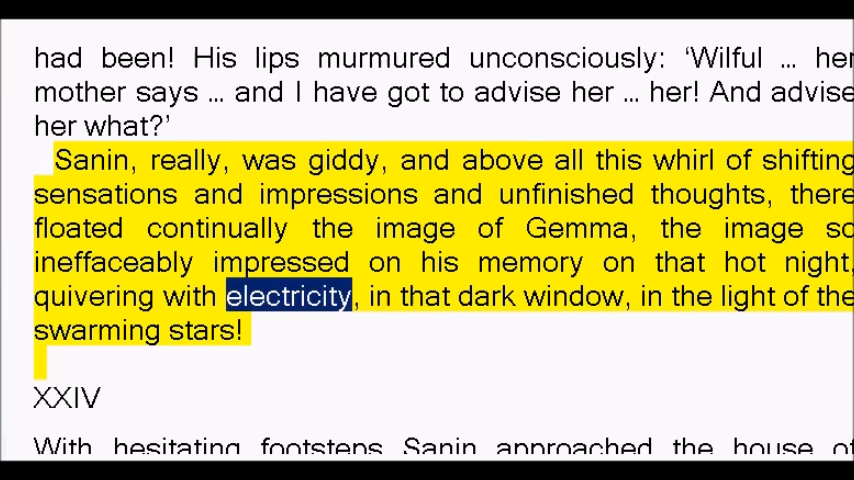 had been! His lips murmured unconsciously: ‘Wilful ... her
mother says ... and I have got to advise her ... her! And advise
her what?’
Sanin, really, was giddy, and above all this whirl of shifting
sensations and impressions and unfinished thoughts, there
floated continually the image of Gemma, the image so
ineffaceably impressed on his memory on that hot night,
quivering with electricity, in that dark window, in the light of the
swarming stars!
XXIV
With hesitating footsteps Sanin approached the house of